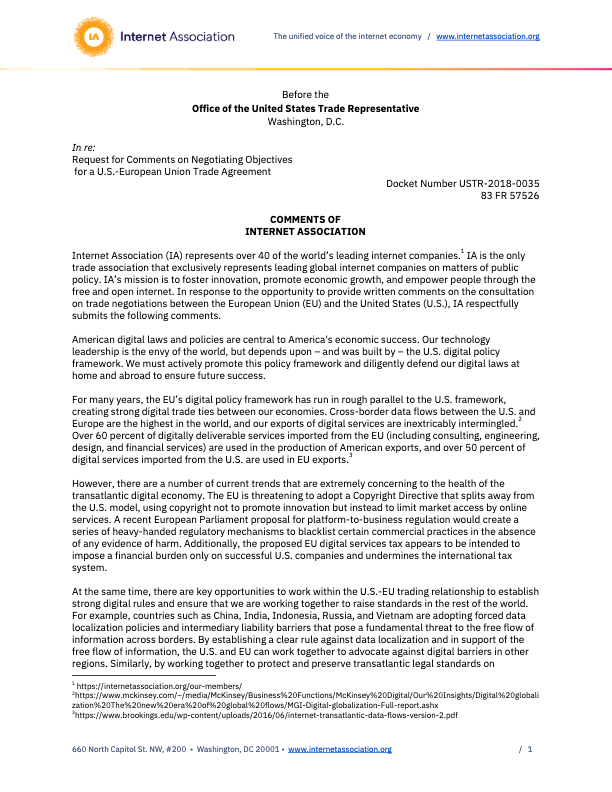 IA
Internet Association
The unified voice of the internet economy / www.internetassociation.org
Before the
Office of the United States Trade Representative
Washington, D.C.
In re:
Request for Comments on Negotiating Objectives
for a U.S.-European Union Trade Agreement
Docket Number USTR-2018-0035
83 FR 57526
COMMENTS OF
INTERNET ASSOCIATION
Internet Association (IA) represents over 40 of the world's leading internet companies.1 IA is the only
trade association that exclusively represents leading global internet companies on matters of public
policy. IA's mission is to foster innovation, promote economic growth, and empower people through the
free and open internet. In response to the opportunity to provide written comments on the consultation
on trade negotiations between the European Union (EU) and the United States (U.S.), IA respectfully
submits the following comments.
American digital laws and policies are central to America's economic success. Our technology
leadership is the envy of the world, but depends upon – and was built by – the U.S. digital policy
framework. We must actively promote this policy framework and diligently defend our digital laws at
home and abroad to ensure future success.
For many years, the EU's digital policy framework has run in rough parallel to the U.S. framework,
creating strong digital trade ties between our economies. Cross-border data flows between the U.S. and
Europe are the highest in the world, and our exports of digital services are inextricably intermingled.2
Over 60 percent of digitally deliverable services imported from the EU (including consulting, engineering,
design, and financial services) are used in the production of American exports, and over 50 percent of
digital services imported from the U.S. are used in EU exports.3
However, there are a number of current trends that are extremely concerning to the health of the
transatlantic digital economy. The EU is threatening to adopt a Copyright Directive that splits away from
the U.S. model, using copyright not to promote innovation but instead to limit market access by online
services. A recent European Parliament proposal for platform-to-business regulation would create a
series of heavy-handed regulatory mechanisms to blacklist certain commercial practices in the absence
of any evidence of harm. Additionally, the proposed EU digital services tax appears to be intended to
impose a financial burden only on successful U.S. companies and undermines the international tax
system.
At the same time, there are key opportunities to work within the U.S.-EU trading relationship to establish
strong digital rules and ensure that we are working together to raise standards in the rest of the world.
For example, countries such as China, India, Indonesia, Russia, and Vietnam are adopting forced data
localization policies and intermediary liability barriers that pose a fundamental threat to the free flow of
information across borders. By establishing a clear rule against data localization and in support of the
free flow of information, the U.S. and EU can work together to advocate against digital barriers in other
regions. Similarly, by working together to protect and preserve transatlantic legal standards on
1 https://internetassociation.org/our-members/
2https://www.mckinsey.com/~/media/McKinsey/Business%20Functions/McKinsey%20Digital/Our%20Insights/Digital%20globali
zation%20The%20new%20era%20of%20global%20flows/MGI-Digital-globalization-Full-report.ashx
3https://www.brookings.edu/wp-content/uploads/2016/06/internet-transatlantic-data-flows-version-2.pdf
660 North Capitol St. NW, #200 • Washington, DC 20001 • www.internetassociation.org / 1